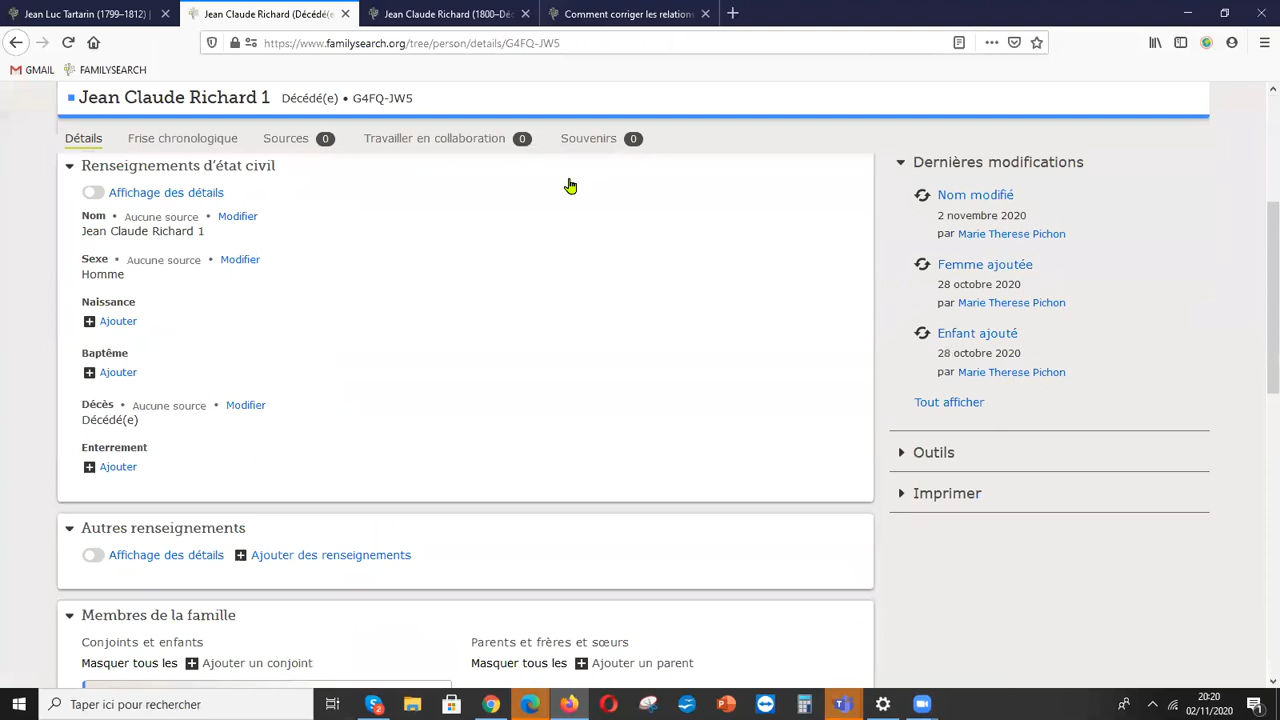 Jean Luc Tartarin (1799–1812) |
Jean Claude Richard (Décédé(e
Jean Claude Richard (1800–Déc
Comment corriger les relations
https://www.familysearch.org/tree/person/details/G4FQ-JW5
GMAIL
FAMILYSEARCH
Jean Claude Richard 1 Décédé(e) • G4FQ-JW5
Détails
Frise chronologique
Sources 0
Travailler en collaboration 0
Souvenirs 0
Renseignements d'état civil
Affichage des détails
Nom • Aucune source • Modifier
Jean Claude Richard 1
Sexe • Aucune source • Modifier
Homme
Naissance
Ajouter
Baptême
Ajouter
Décès • Aucune source • Modifier
Décédé(e)
Enterrement
Ajouter
Autres renseignements
Affichage des détails
Ajouter des renseignements
Membres de la famille
Conjoints et enfants
Masquer tous les
Ajouter un conjoint
Parents et frères et sœurs
Masquer tous les
Ajouter un parent
Dernières modifications
Nom modifié
2 novembre 2020
par Marie Therese Pichon
Femme ajoutée
28 octobre 2020
par Marie Therese Pichon
Enfant ajouté
28 octobre 2020
par Marie Therese Pichon
Tout afficher
Outils
Imprimer
Taper ici pour rechercher
20:20
02/11/2020